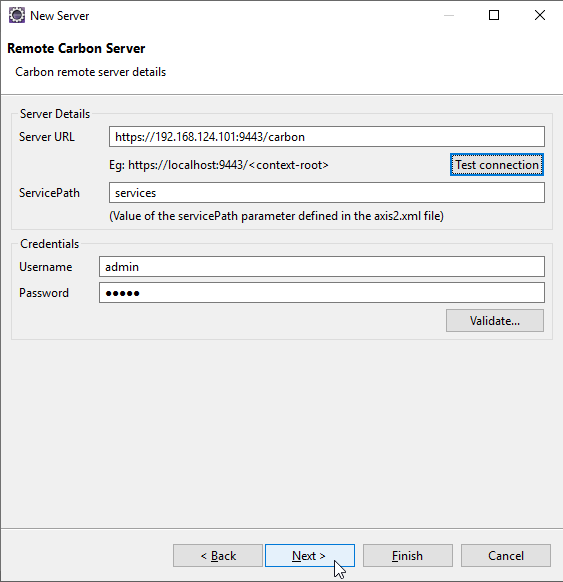 New Server
Remote Carbon Server
Carbon remote server details
Server Details
Server URL https://192.168.124.101:9443/carbon
Eg: https://localhost:9443/<context-root> Test connection
ServicePath services
(Value of the servicePath parameter defined in the axis2.xml file)
Credentials
Username admin
Password ●●●●●
Validate...
< Back Next > Finish Cancel